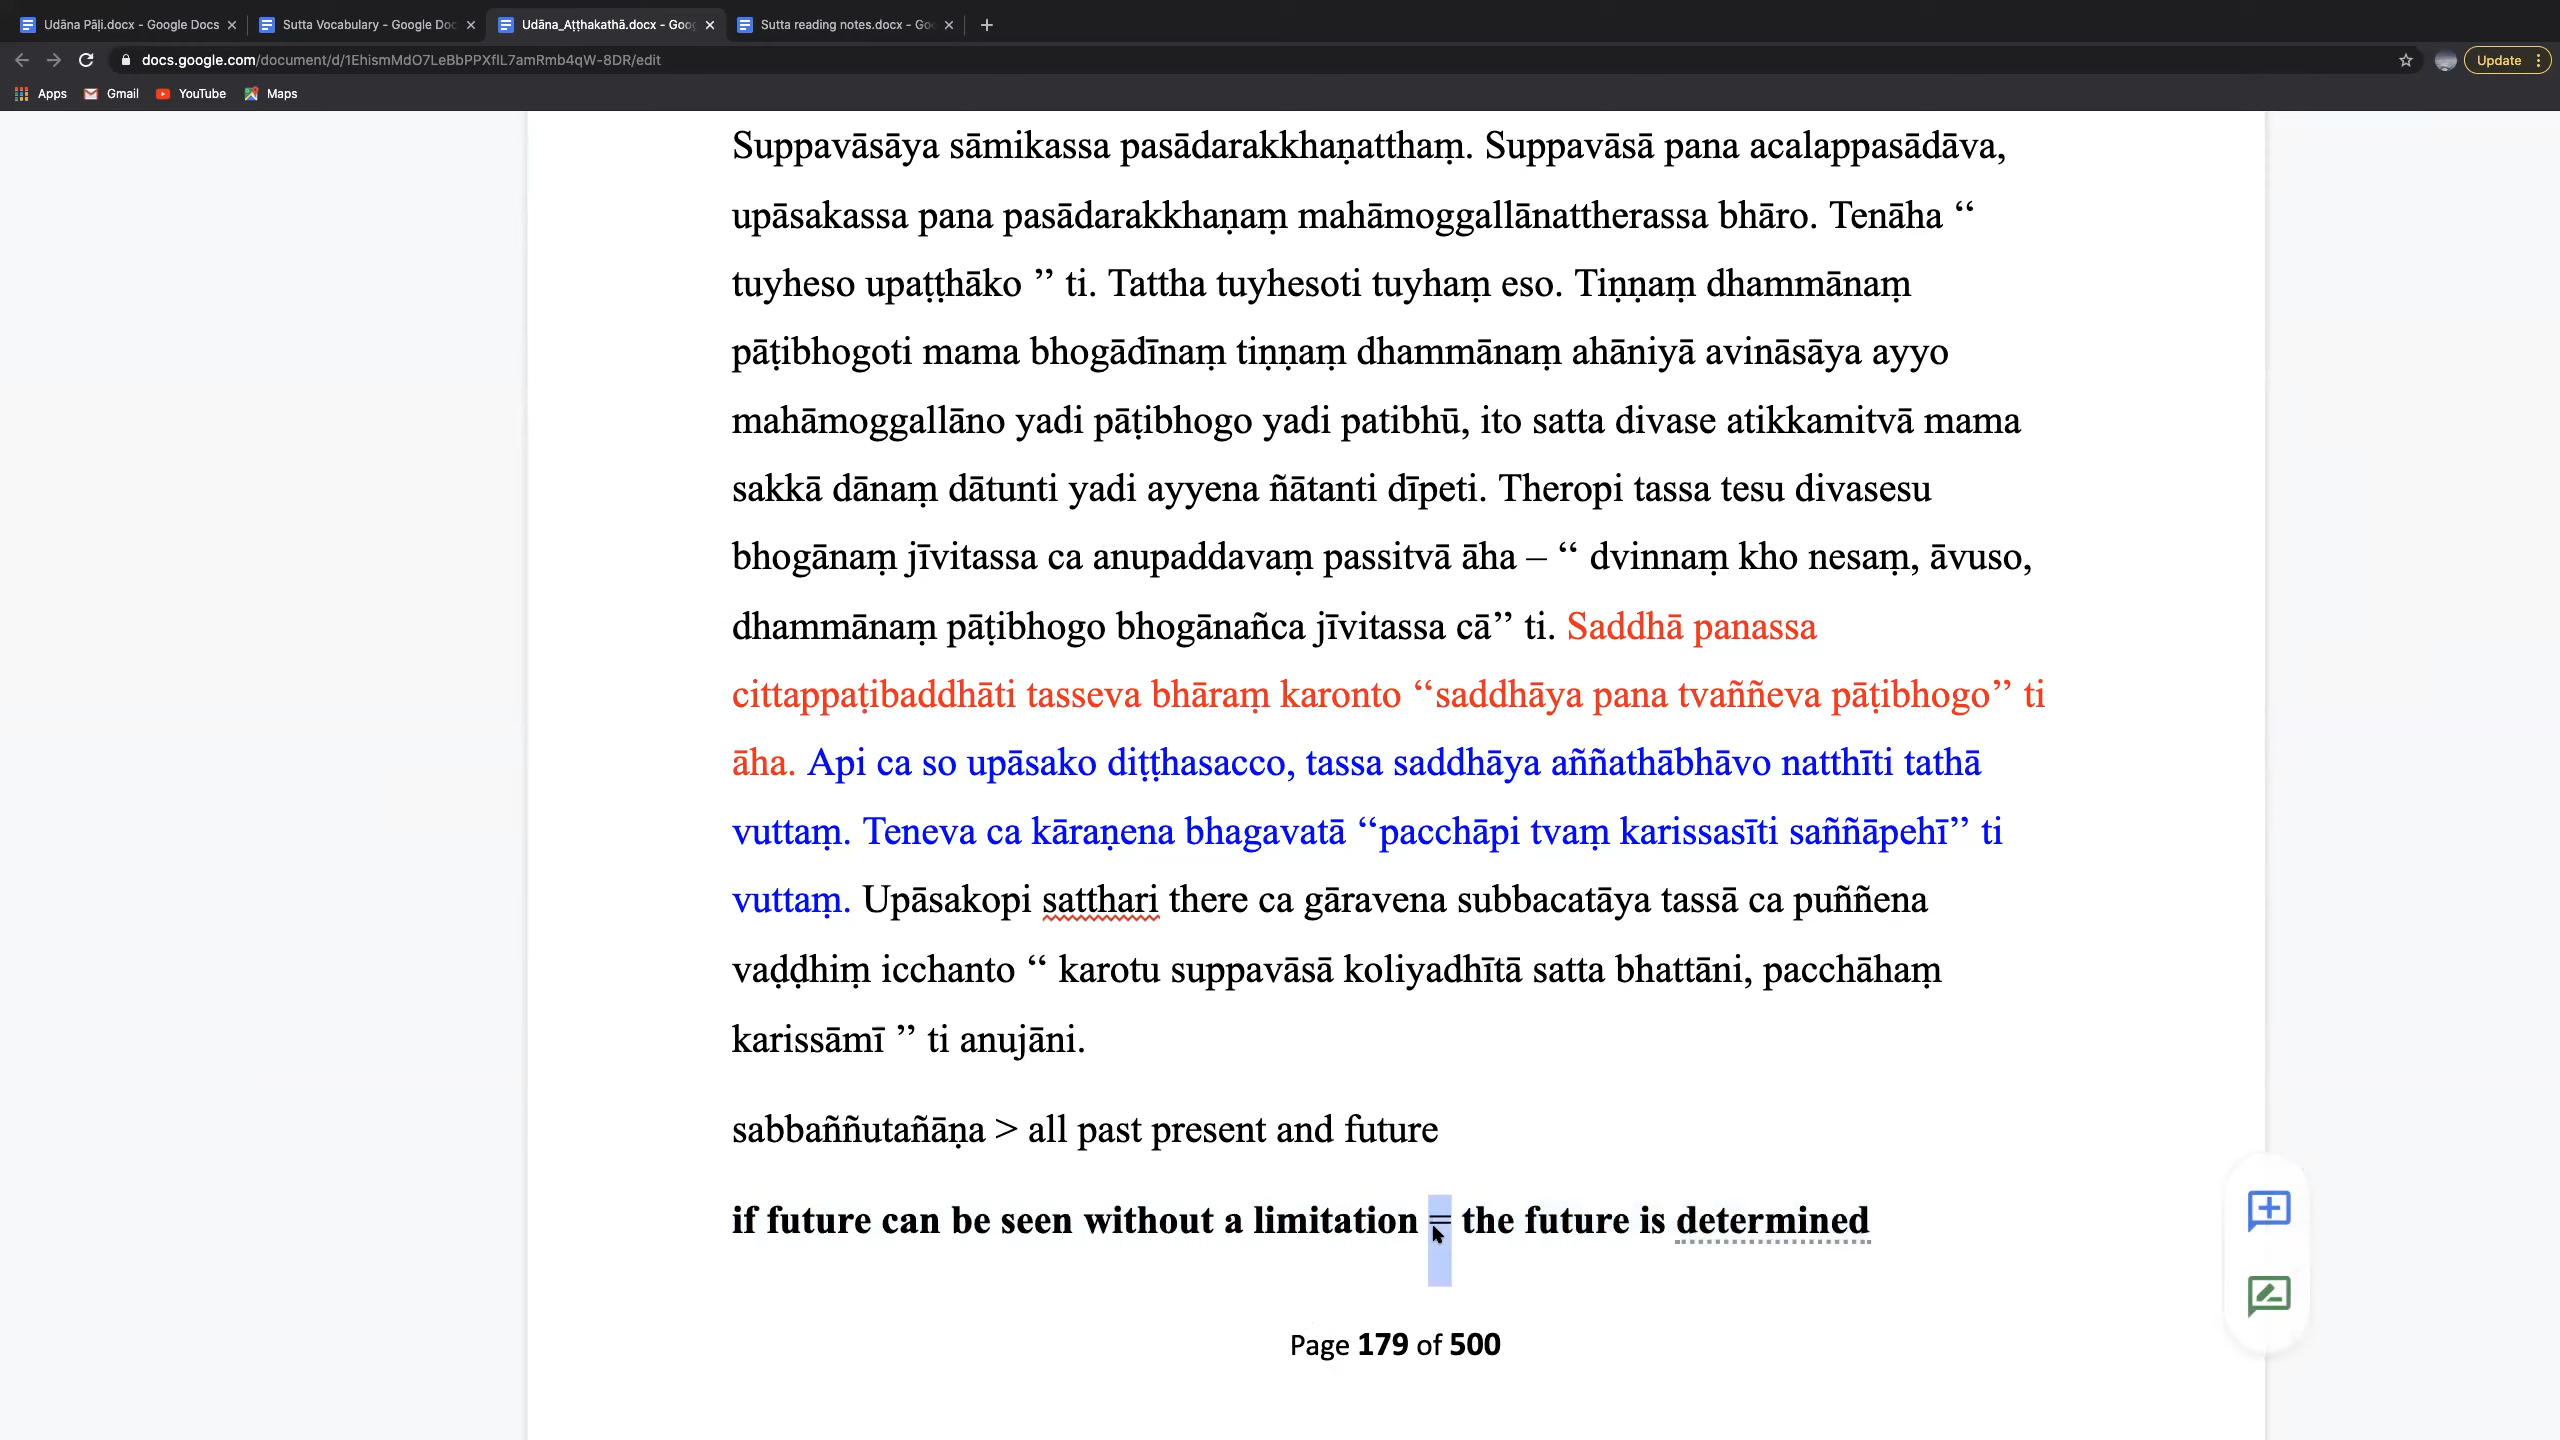 Udāna Pāḷi.docx - Google Docs
Sutta Vocabulary - Google Doc
Udāna_Aṭṭhakathā.docx - Goog
Sutta reading notes.docx - Go
docs.google.com/document/d/1EhismMdO7LeBbPPXflL7amRmb4qW-8DR/edit
Update
Apps
Gmail
YouTube
Maps
Suppavāsāya sāmikassa pasādarakkhaṇatthaṃ. Suppavāsā pana acalappasādāva,
upāsakassa pana pasādarakkhaṇaṃ mahāmoggallānattherassa bhāro. Tenāha ‘‘
tuyheso upaṭṭhāko ’’ ti. Tattha tuyhesoti tuyhaṃ eso. Tiṇṇaṃ dhammānaṃ
pāṭibhogoti mama bhogādīnaṃ tiṇṇaṃ dhammānaṃ ahāniyā avināsāya ayyo
mahāmoggallāno yadi pāṭibhogo yadi patibhū, ito satta divase atikkamitvā mama
sakkā dānaṃ dātunti yadi ayyena ñātanti dīpeti. Theropi tassa tesu divasesu
bhogānaṃ jīvitassa ca anupaddavaṃ passitvā āha – ‘‘ dvinnaṃ kho nesaṃ, āvuso,
dhammānaṃ pāṭibhogo bhogānañca jīvitassa cā’’ ti. Saddhā panassa
cittappaṭibaddhāti tasseva bhāraṃ karonto ‘‘saddhāya pana tvaññeva pāṭibhogo’’ ti
āha. Api ca so upāsako diṭṭhasacco, tassa saddhāya aññathābhāvo natthīti tathā
vuttaṃ. Teneva ca kāraṇena bhagavatā ‘‘pacchāpi tvaṃ karissasīti saññāpehī’’ ti
vuttaṃ. Upāsakopi satthari there ca gāravena subbacatāya tassā ca puññena
vaḍḍhiṃ icchanto ‘‘ karotu suppavāsā koliyadhītā satta bhattāni, pacchāhaṃ
karissāmī ’’ ti anujāni.
sabbaññutañāṇa > all past present and future
if future can be seen without a limitation = the future is determined
Page 179 of 500